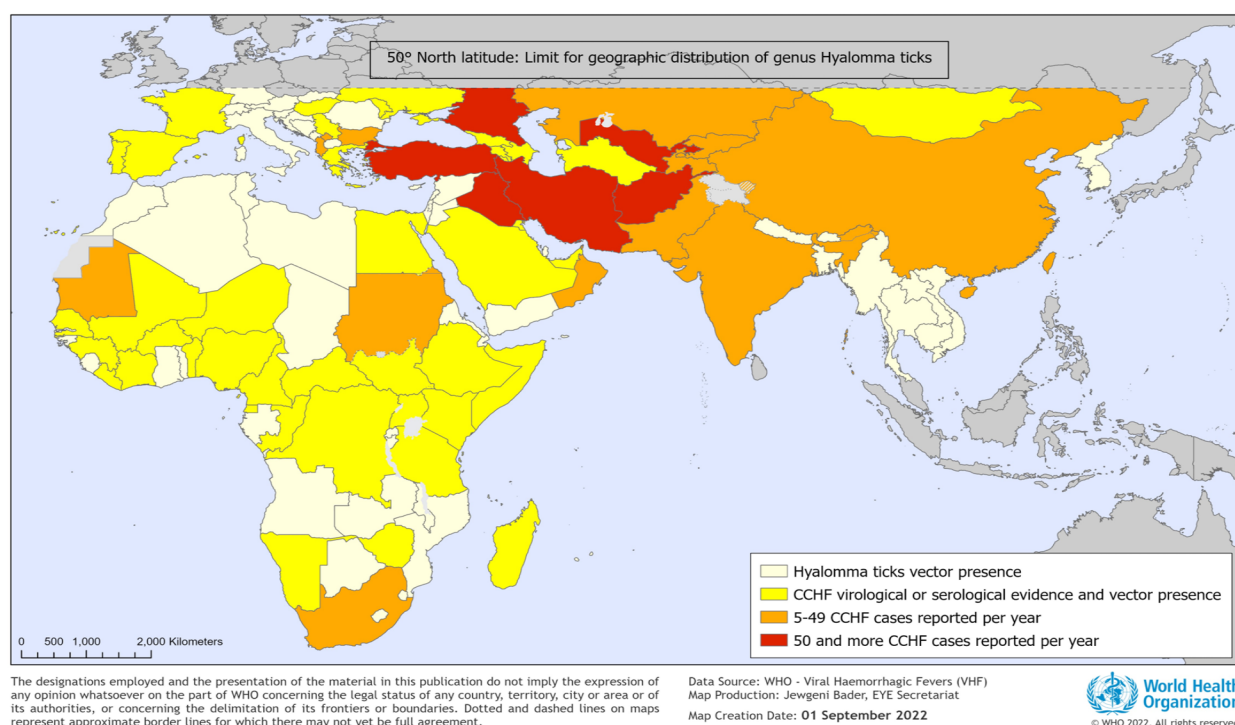 50° North latitude: Limit for geographic distribution of genus Hyalomma ticks
Hyalomma ticks vector presence
CCHF virological or serological evidence and vector presence
5-49 CCHF cases reported per year
50 and more CCHF cases reported per year
0 500 1,000 2,000 Kilometers
The designations employed and the presentation of the material in this publication do not imply the expression of
any opinion whatsoever on the part of WHO concerning the legal status of any country, territory, city or area or of
its authorities, or concerning the delimitation of its frontiers or boundaries. Dotted and dashed lines on maps
represent approximate border lines for which there may not yet be full agreement.
Data Source: WHO - Viral Haemorrhagic Fevers (VHF)
Map Production: Jewgeni Bader, EYE Secretariat
Map Creation Date: 01 September 2022
World Health
Organization
© WHO 2022. All rights reserved